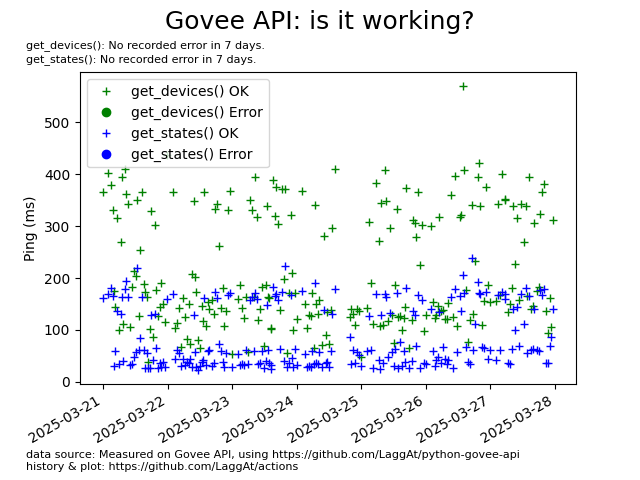 Govee API: is it working?
get_devices(): No recorded error in 7 days.
get_states(): No recorded error in 7 days.
get_devices() OK
get_devices() Error
get_states() OK
get_states() Error
Ping (ms)
500
400
300
200
100
0
2025-03-21
2025-03-22
2025-03-23
2025-03-24
2025-03-25
2025-03-26
2025-03-27
2025-03-28
data source: Measured on Govee API, using https://github.com/LaggAt/python-govee-api
history & plot: https://github.com/LaggAt/actions